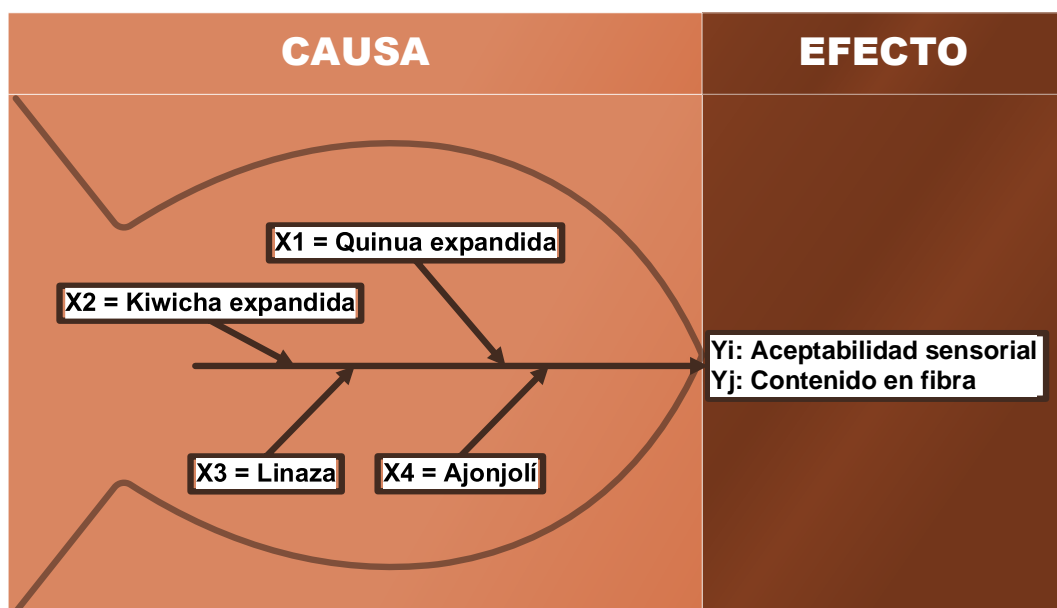 CAUSA
EFECTO
X1 = Quinua expandida
X2 = Kiwicha expandida
Yi: Aceptabilidad sensorial
Yj: Contenido en fibra
X3 = Linaza
X4 = Ajonjolí